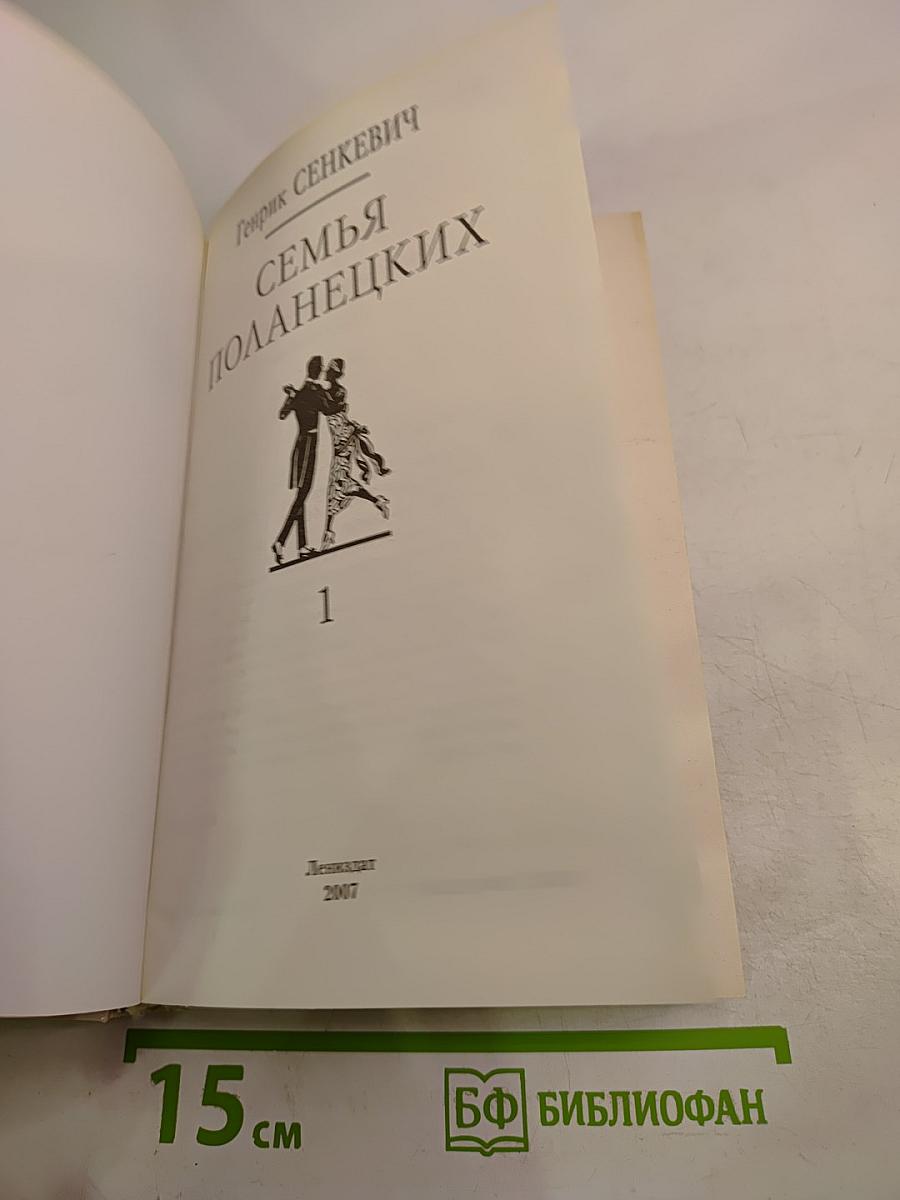 Генрик СЕНКЕВИЧ
СЕМЬЯ
ПОЛАНЕЦКИХ
1
Лениздат
2007
15 см
БФ БИБЛИОФАН